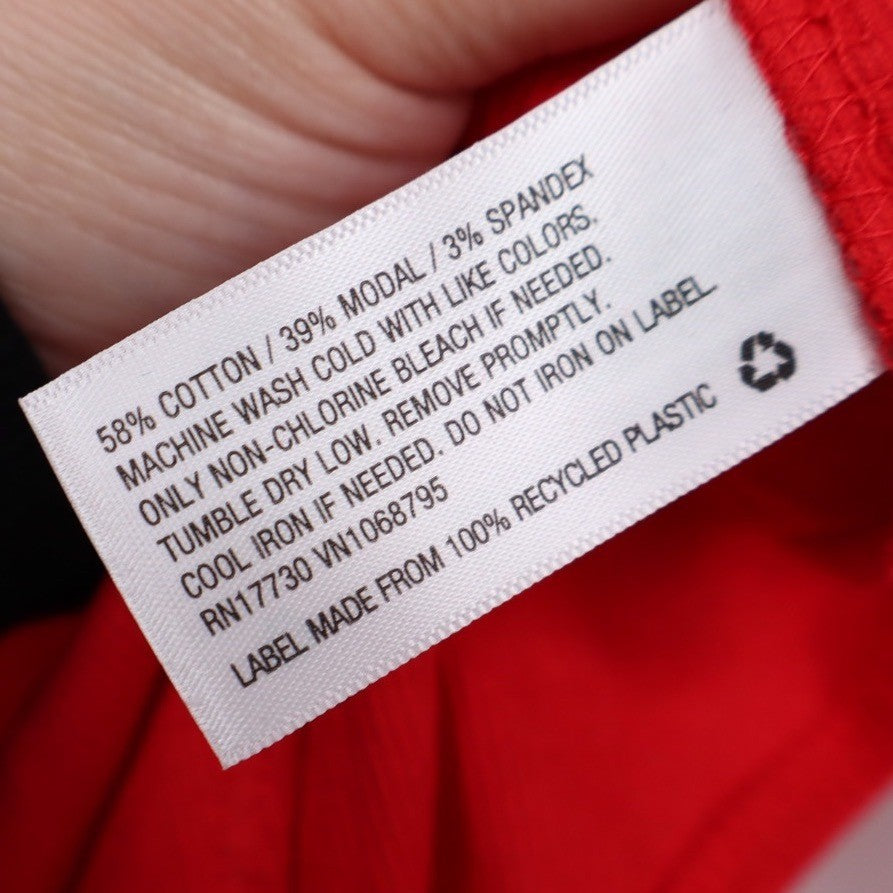 58% COTTON / 39% MODAL / 3% SPANDEX
MACHINE WASH COLD WITH LIKE COLORS.
ONLY NON-CHLORINE BLEACH IF NEEDED.
TUMBLE DRY LOW. REMOVE PROMPTLY.
COOL IRON IF NEEDED. DO NOT IRON ON LABEL.
RN17730 VN1068795
LABEL MADE FROM 100% RECYCLED PLASTIC